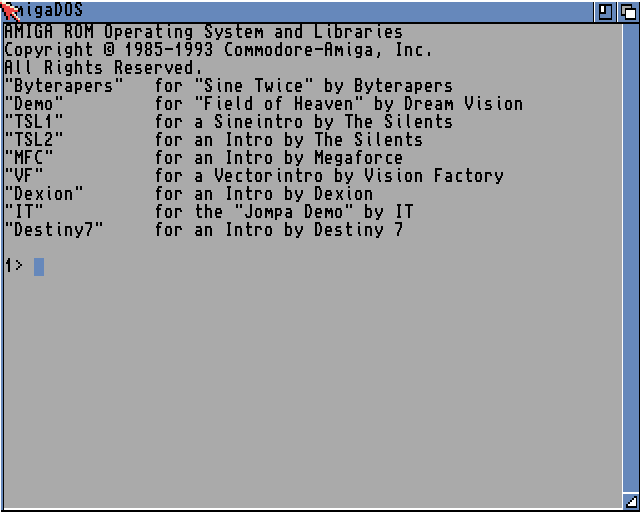 AmigaDOS
AMIGA ROM Operating System and Libraries
Copyright © 1985-1993 Commodore-Amiga, Inc.
All Rights Reserved.
"Byterapers" for "Sine Twice" by Byterapers
"Demo" for "Field of Heaven" by Dream Vision
"TSL1" for a Sineintro by The Silents
"TSL2" for an Intro by The Silents
"MFC" for an Intro by Megaforce
"VF" for a Vectorintro by Vision Factory
"Dexion" for an Intro by Dexion
"IT" for the "Jompa Demo" by IT
"Destiny7" for an Intro by Destiny 7
1>